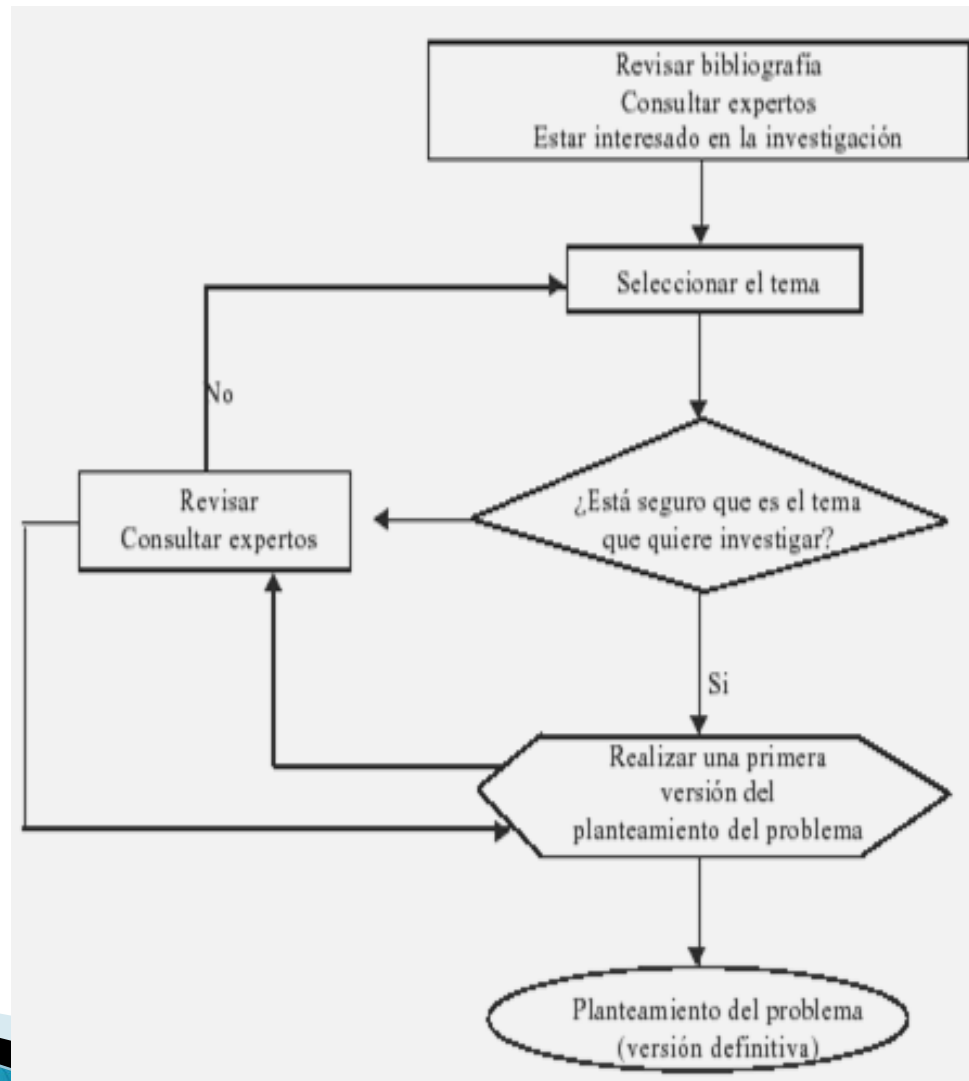 Revisar bibliografía
Consultar expertos
Estar interesado en la investigación
Seleccionar el tema
No
¿Está seguro que es el tema
que quiere investigar?
Revisar
Consultar expertos
Si
Realizar una primera
versión del
planteamiento del problema
Planteamiento del problema
(versión definitiva)